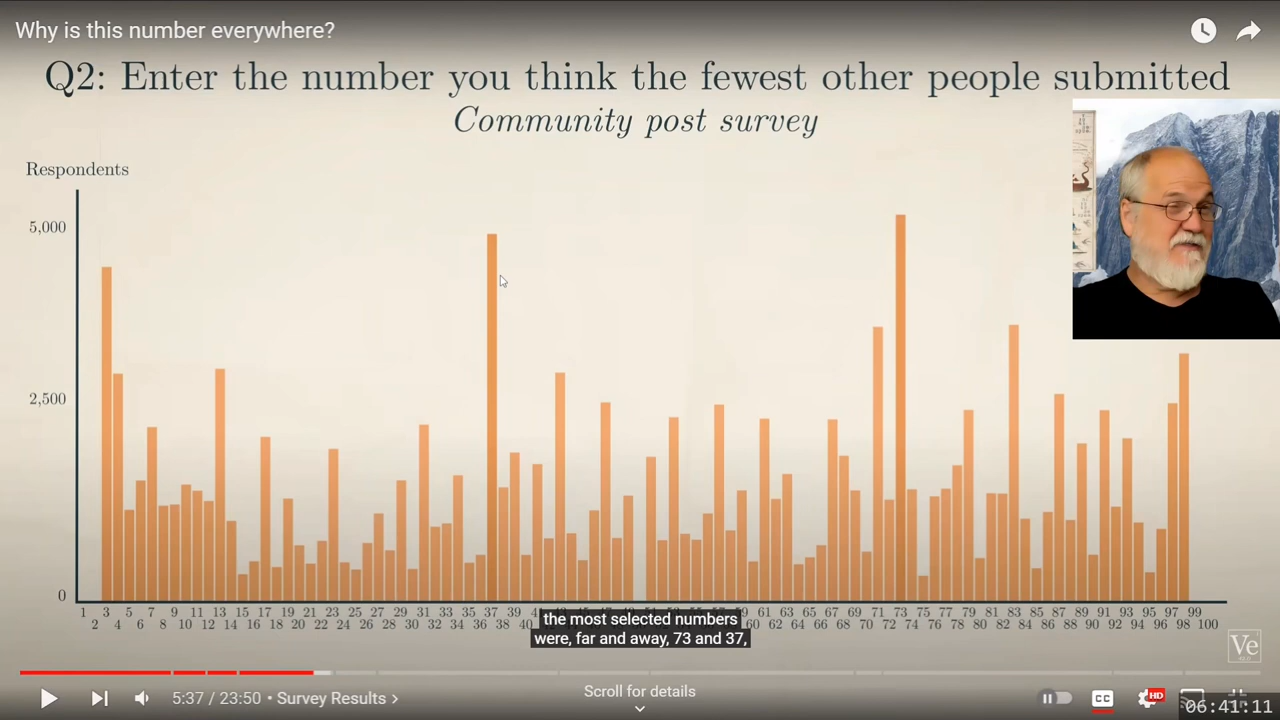 Why is this number everywhere?
Q2: Enter the number you think the fewest other people submitted
Community post survey
Respondents
5,000
2,500
0
1 3 5 7 9 11 13 15 17 19 21 23 25 27 29 31 33 35 37 39 61 63 65 67 69 71 73 75 77 79 81 83 85 87 89 91 93 95 97 99
2 4 6 8 10 12 14 16 18 20 22 24 26 28 30 32 34 36 38 40 60 62 64 66 68 70 72 74 76 78 80 82 84 86 88 90 92 94 96 98 100
the most selected numbers
were, far and away, 73 and 37,
Ve
5:37 / 23:50 • Survey Results >
Scroll for details
CC
HD
06:41:11